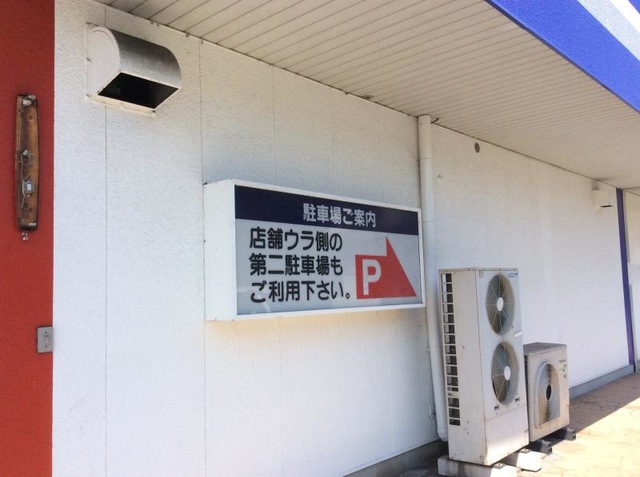 駐車場ご案内
店舗ウラ側の
第二駐車場も
ご利用下さい。
P